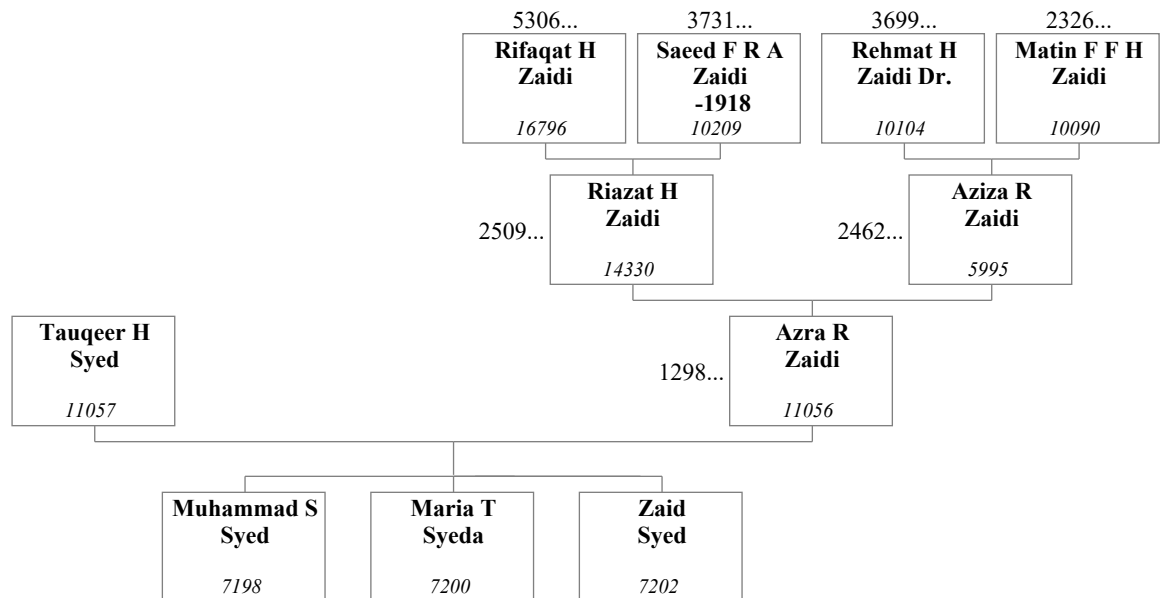 5306... 3731... 3699... 2326...
Rifaqat H
Zaidi
16796
Saeed F R A
Zaidi
-1918
10209
Rehmat H
Zaidi Dr.
10104
Matin F F H
Zaidi
10090
2509...
Riazat H
Zaidi
14330
2462...
Aziza R
Zaidi
5995
Tauqeer H
Syed
11057
1298...
Azra R
Zaidi
11056
Muhammad S
Syed
7198
Maria T
Syeda
7200
Zaid
Syed
7202